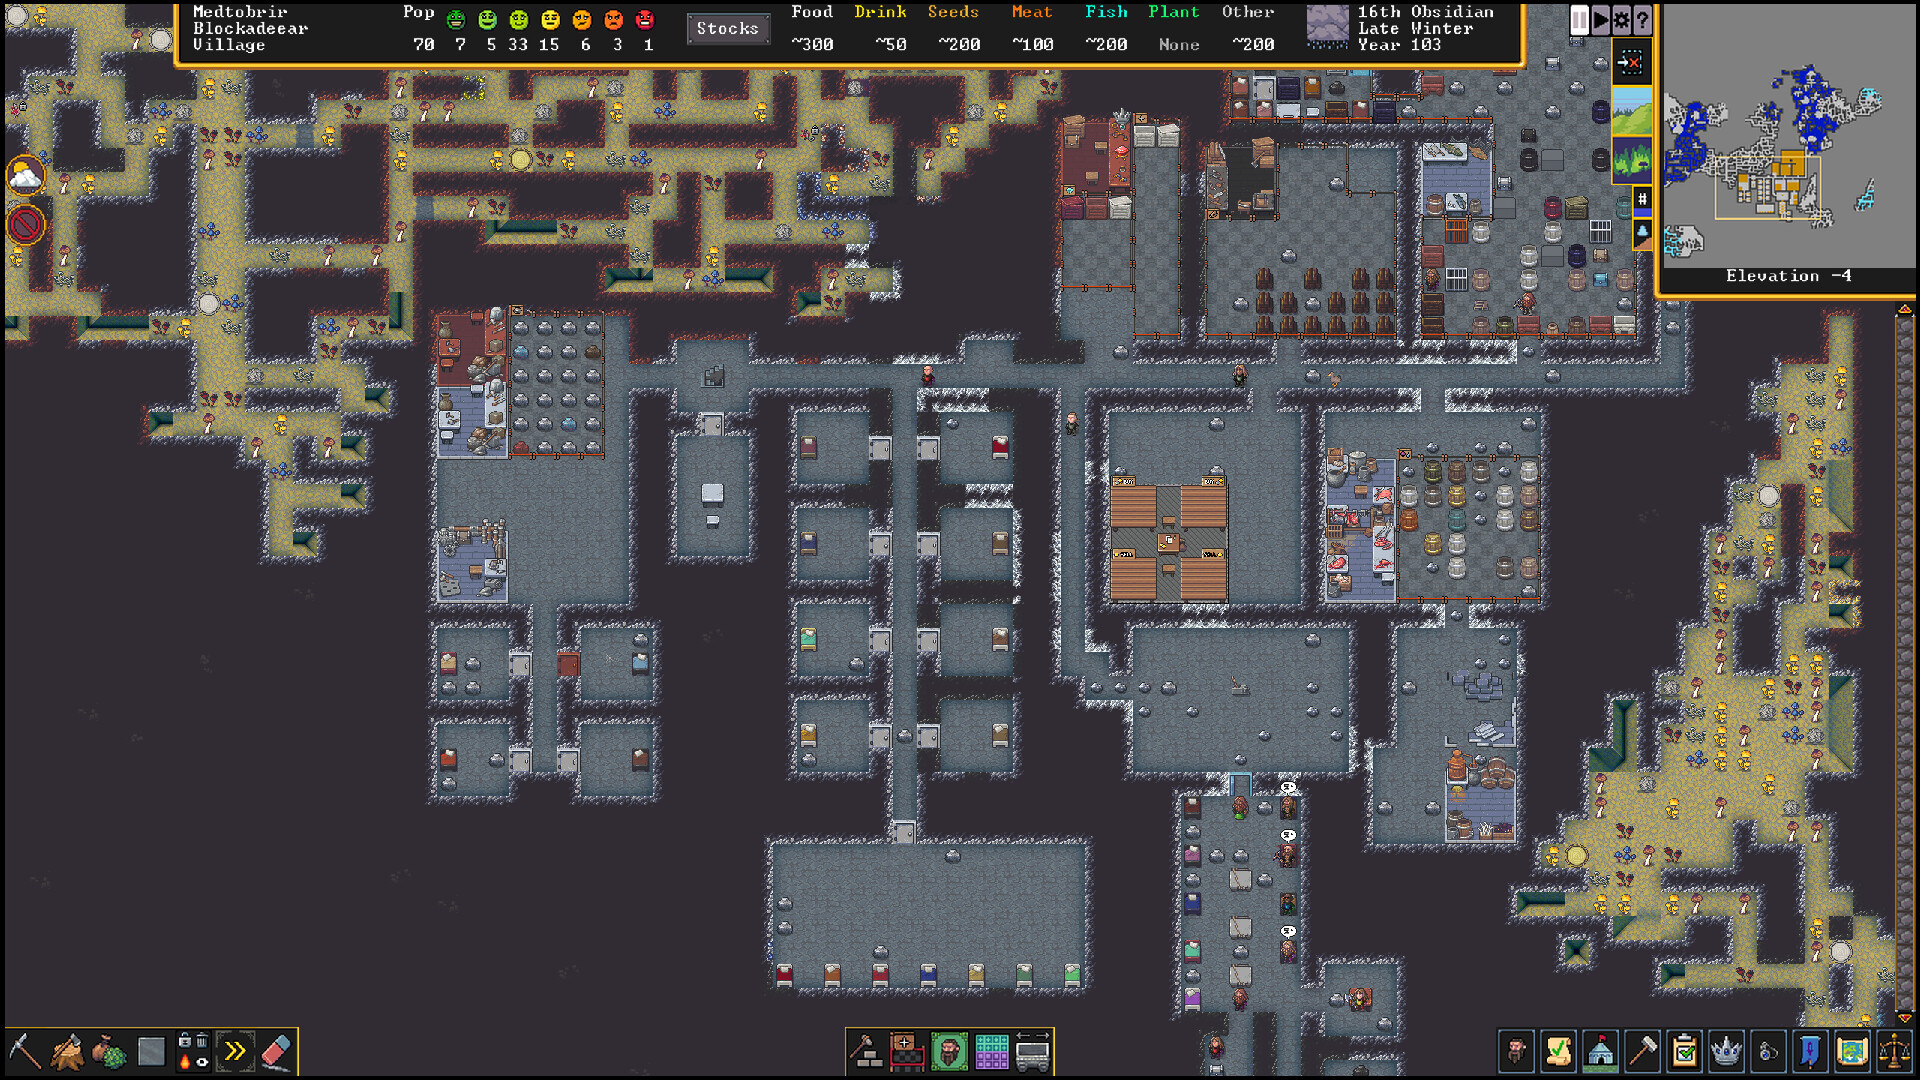 Medtobrir
Blockadeear
Village
Pop
70 7 5 33 15 6 3 1
Stocks
Food Drink Seeds Meat Fish Plant Other
~300 ~50 ~200 ~100 ~200 None ~200
16th Obsidian
Late Winter
Year 103
?
#
Elevation -4